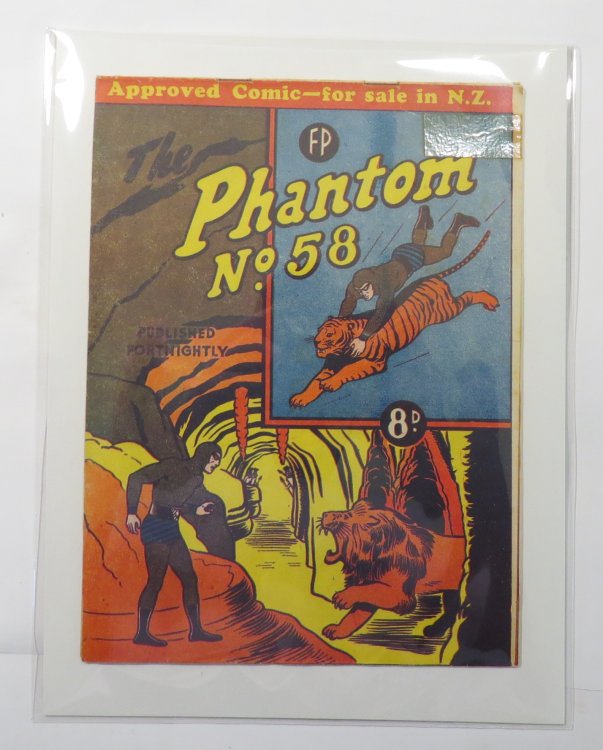 Approved Comic—for sale in N.Z.
FP
The
Phantom
No. 58
PUBLISHED
FORTNIGHTLY
8D.